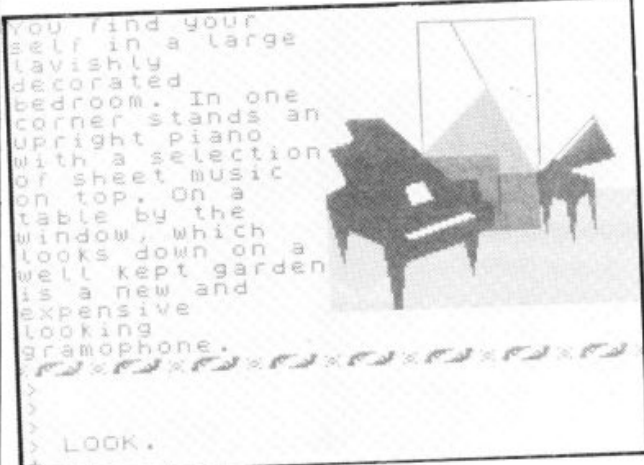 You find your
self in a large
lavishly
decorated
bedroom. In one
corner stands an
upright piano
with a selection
of sheet music
on top. On a
table by the
window, which
looks down on a
well kept garden
is a new and
expensive
looking
gramophone.
>
>
>
> LOOK.